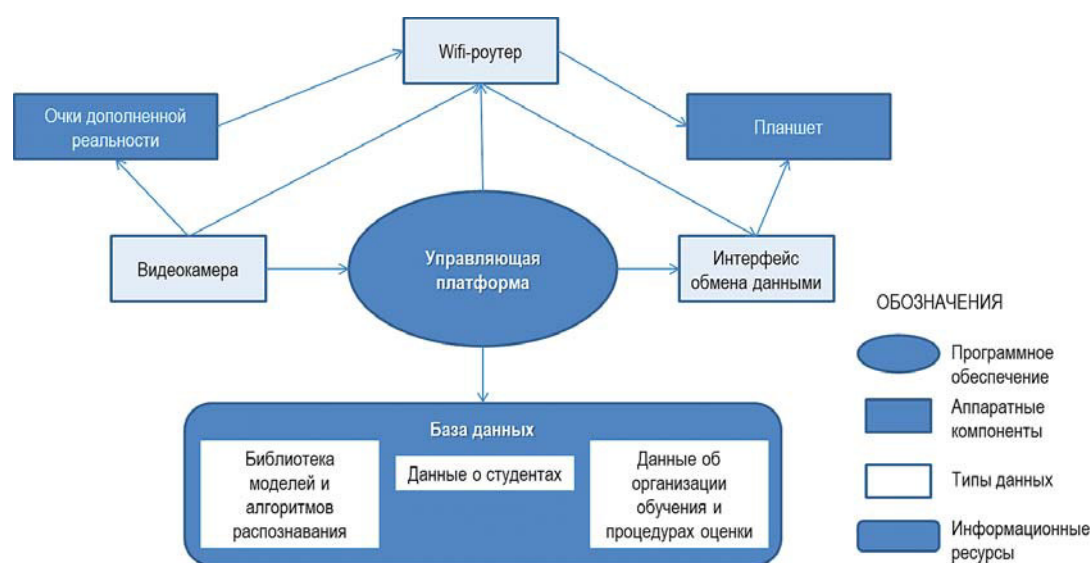 Wifi-роутер
Очки дополненной
реальности
Планшет
Видеокамера
Управляющая
платформа
Интерфейс
обмена данными
База данных
Библиотека
моделей и
алгоритмов
распознавания
Данные о студентах
Данные об
организации
обучения и
процедурах оценки
ОБОЗНАЧЕНИЯ
Программное
обеспечение
Аппаратные
компоненты
Типы данных
Информационные
ресурсы